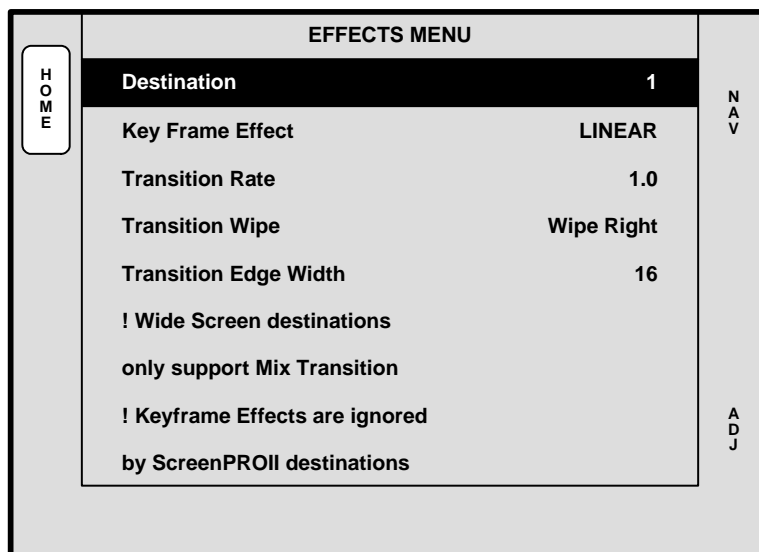 EFFECTS MENU
HOME
Destination 1
NAV
Key Frame Effect LINEAR
Transition Rate 1.0
Transition Wipe Wipe Right
Transition Edge Width 16
! Wide Screen destinations
only support Mix Transition
! Keyframe Effects are ignored
ADJ
by ScreenPROII destinations